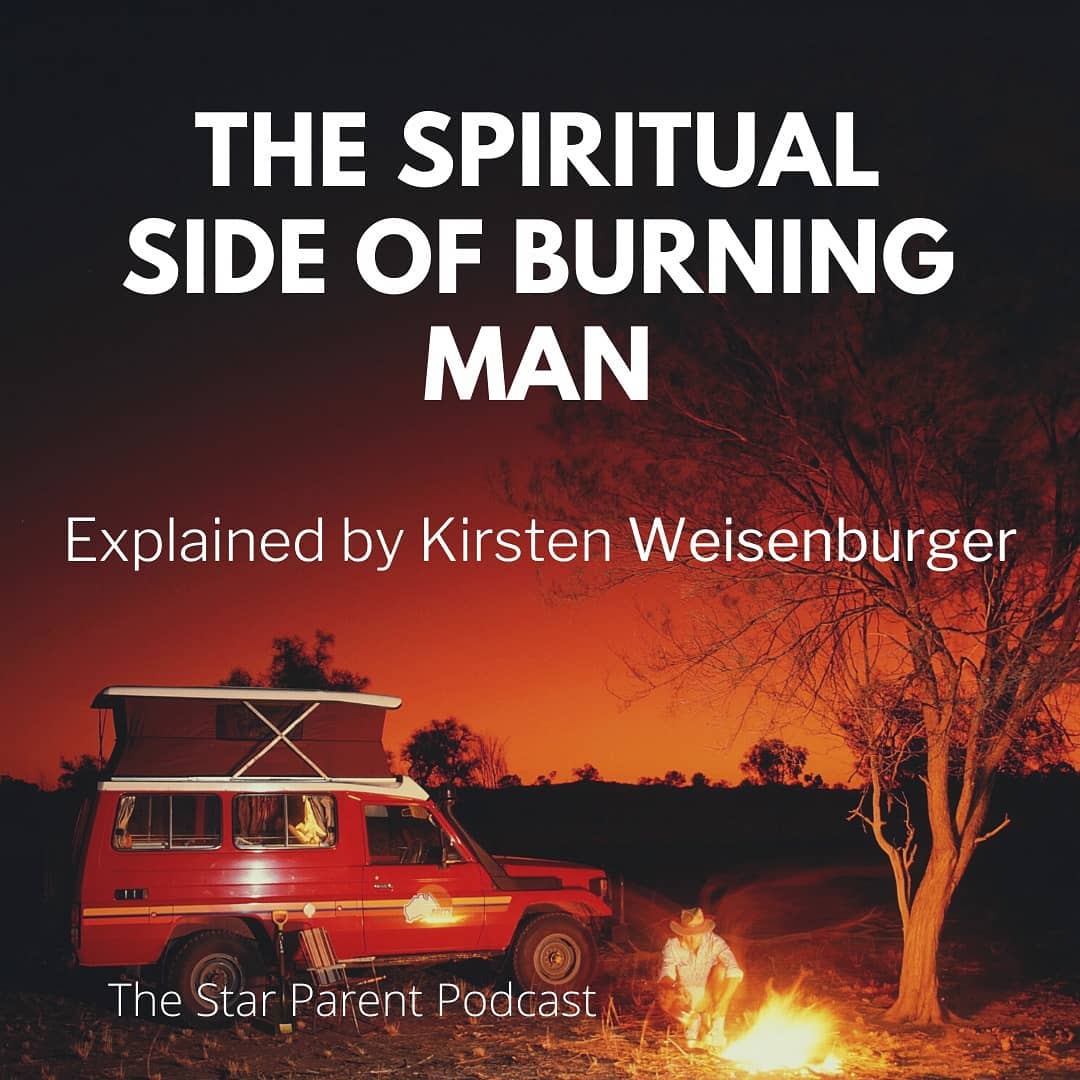 THE SPIRITUAL
SIDE OF BURNING
MAN
Explained by Kirsten Weisenburger
The Star Parent Podcast